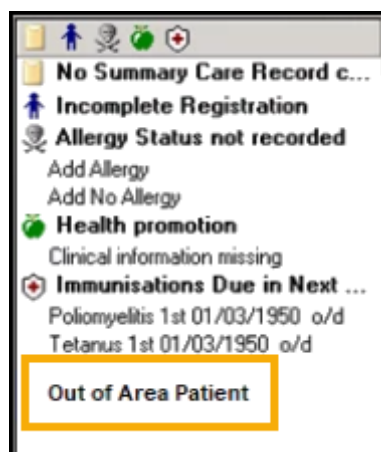 No Summary Care Record c...
Incomplete Registration
Allergy Status not recorded
Add Allergy
Add No Allergy
Health promotion
Clinical information missing
Immunisations Due in Next ...
Poliomyelitis 1st 01/03/1950 o/d
Tetanus 1st 01/03/1950 o/d
Out of Area Patient